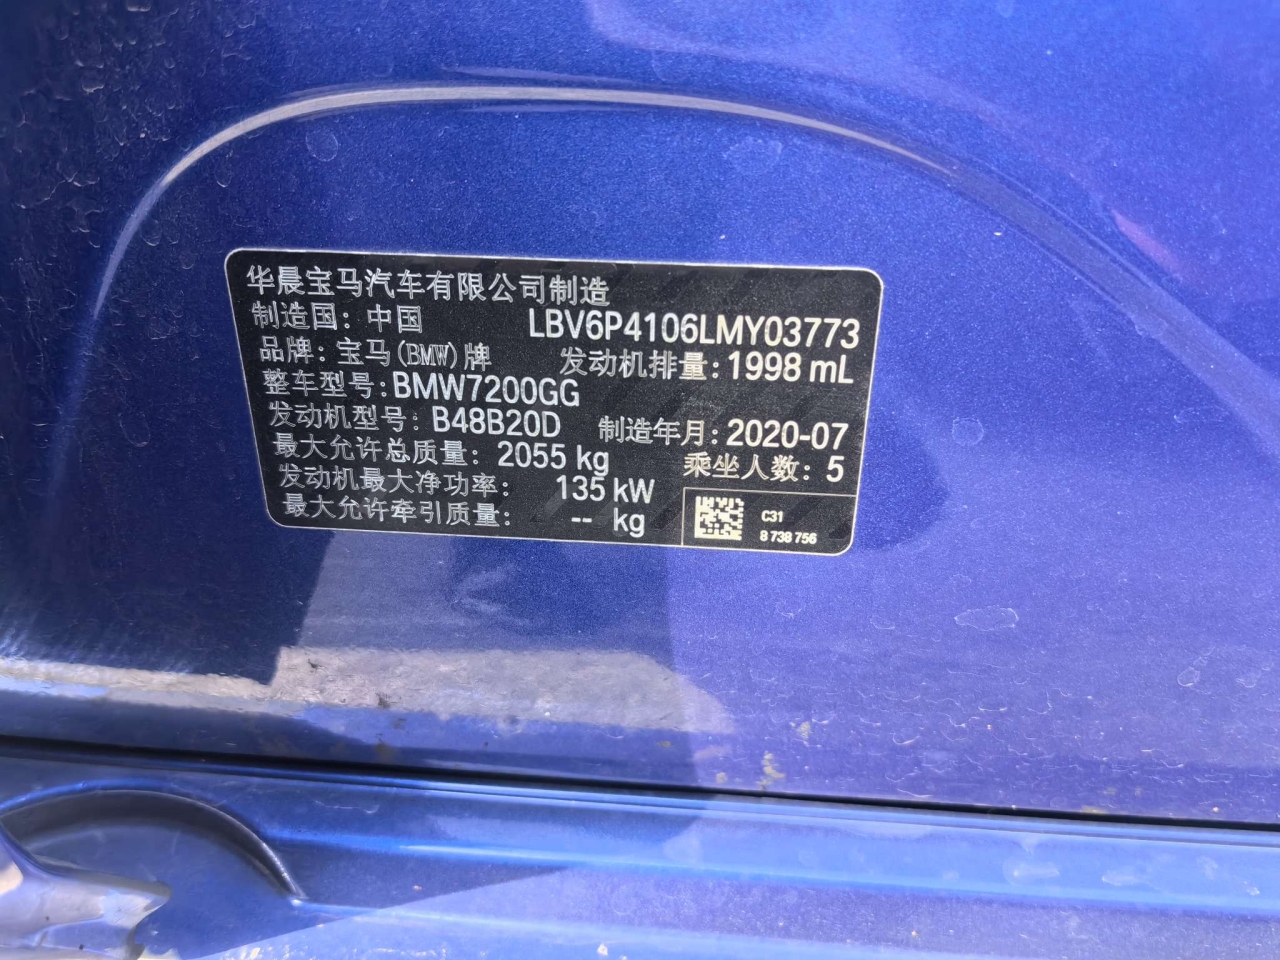 华晨宝马汽车有限公司制造
制造国: 中国 LBV6P4106LMY03773
品牌: 宝马(BMW)牌 发动机排量: 1998 mL
整车型号: BMW7200GG
发动机型号: B48B20D 制造年月: 2020-07
最大允许总质量: 2055 kg 乘坐人数: 5
发动机最大净功率: 135 kW
最大允许牵引质量: -- kg
C31
8 738 756